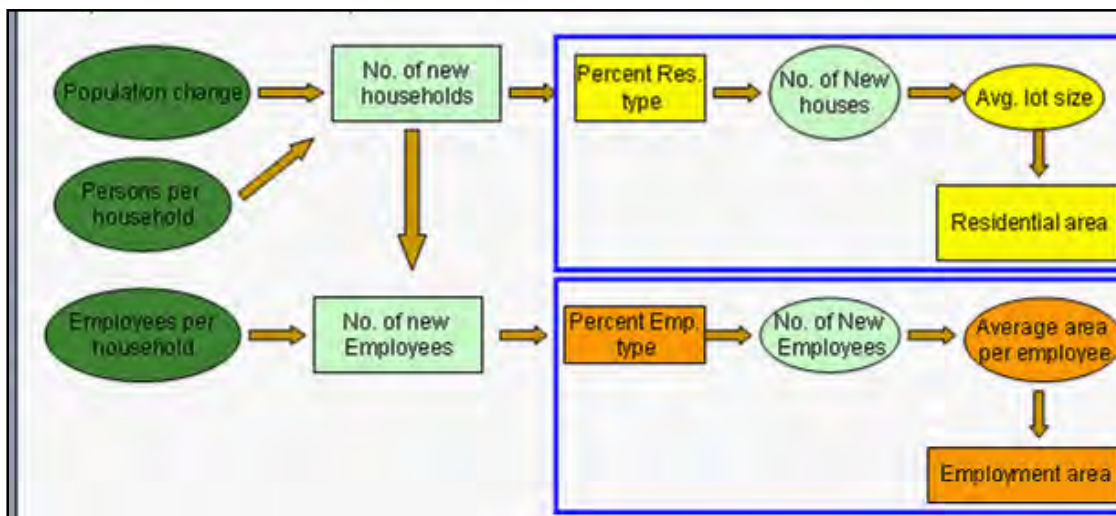 Population change
No. of new
households
Percent Res.
type
No. of New
houses
Avg. lot size
Persons per
household
Residential area
Employees per
household
No. of new
Employees
Percent Emp.
type
No. of New
Employees
Average area
per employee
Employment area